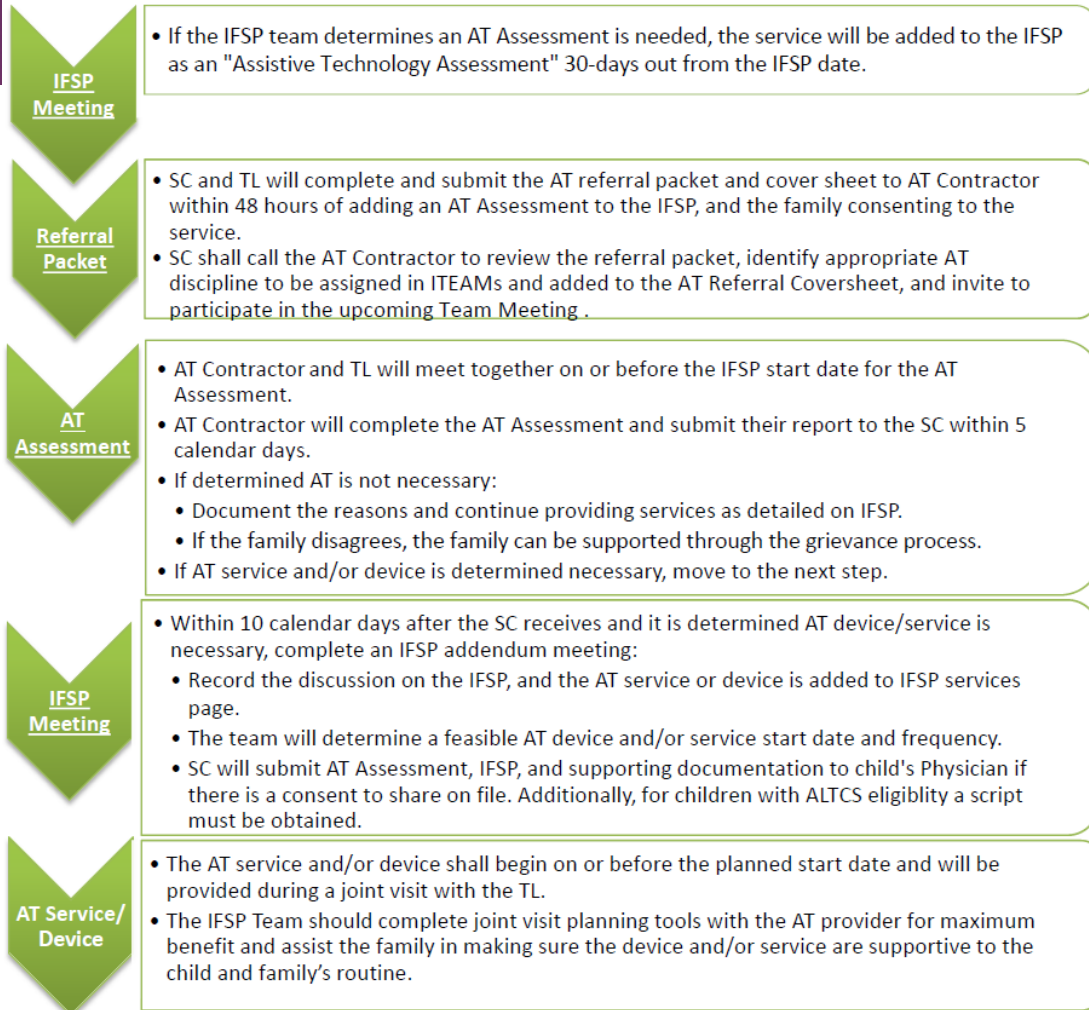 IFSP
Meeting
• If the IFSP team determines an AT Assessment is needed, the service will be added to the IFSP
as an "Assistive Technology Assessment" 30-days out from the IFSP date.
Referral
Packet
• SC and TL will complete and submit the AT referral packet and cover sheet to AT Contractor
within 48 hours of adding an AT Assessment to the IFSP, and the family consenting to the
service.
• SC shall call the AT Contractor to review the referral packet, identify appropriate AT
discipline to be assigned in ITEAMs and added to the AT Referral Coversheet, and invite to
participate in the upcoming Team Meeting .
AT
Assessment
• AT Contractor and TL will meet together on or before the IFSP start date for the AT
Assessment.
• AT Contractor will complete the AT Assessment and submit their report to the SC within 5
calendar days.
• If determined AT is not necessary:
• Document the reasons and continue providing services as detailed on IFSP.
• If the family disagrees, the family can be supported through the grievance process.
• If AT service and/or device is determined necessary, move to the next step.
IFSP
Meeting
• Within 10 calendar days after the SC receives and it is determined AT device/service is
necessary, complete an IFSP addendum meeting:
• Record the discussion on the IFSP, and the AT service or device is added to IFSP services
page.
• The team will determine a feasible AT device and/or service start date and frequency.
• SC will submit AT Assessment, IFSP, and supporting documentation to child's Physician if
there is a consent to share on file. Additionally, for children with ALTCS eligiblity a script
must be obtained.
AT Service/
Device
• The AT service and/or device shall begin on or before the planned start date and will be
provided during a joint visit with the TL.
• The IFSP Team should complete joint visit planning tools with the AT provider for maximum
benefit and assist the family in making sure the device and/or service are supportive to the
child and family's routine.